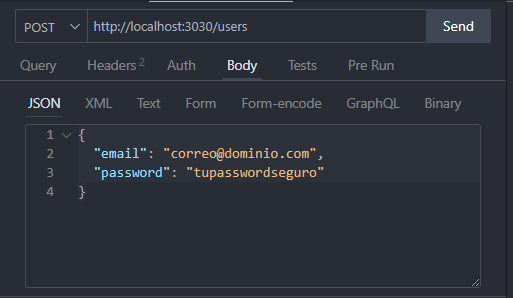 POST http://localhost:3030/users Send
Query Headers 2 Auth Body Tests Pre Run
JSON XML Text Form Form-encode GraphQL Binary
1 {
2 "email": "correo@dominio.com",
3 "password": "tupasswordseguro"
4 }